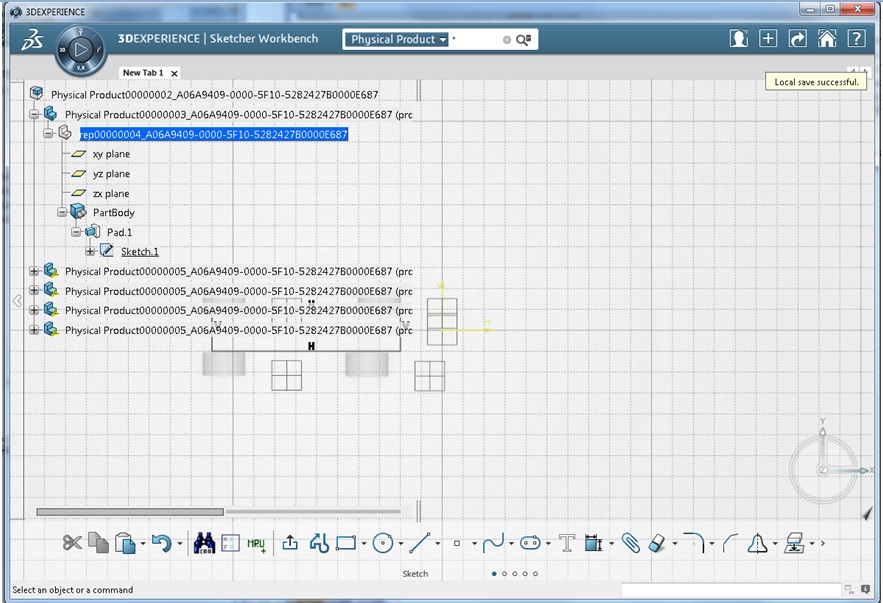 3DEXPERIENCE
3DEXPERIENCE | Sketcher Workbench
Physical Product
New Tab 1
Local save successful.
Physical Product00000002_A06A9409-0000-5F10-5282427B0000E687
Physical Product00000003_A06A9409-0000-5F10-5282427B0000E687 (prc
rep00000004_A06A9409-0000-5F10-5282427B0000E687
xy plane
yz plane
zx plane
PartBody
Pad.1
Sketch.1
Physical Product00000005_A06A9409-0000-5F10-5282427B0000E687 (prc
Physical Product00000005_A06A9409-0000-5F10-5282427B0000E687 (prc
Physical Product00000005_A06A9409-0000-5F10-5282427B0000E687 (prc
Physical Product00000005_A06A9409-0000-5F10-5282427B0000E687 (prc
V
V
H
H
Y
X
Z
MPU
Sketch
Select an object or a command